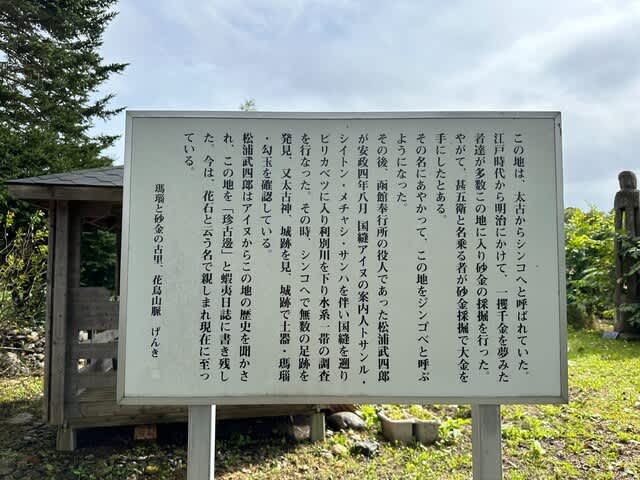 この地は、太古からシンコヘと呼ばれていた。
江戸時代から明治にかけて、一攫千金を夢みた
若達が多数この地に入り砂金の採掘を行った。
やがて、甚五衛と名乗る者が砂金採掘で大金を
手にしたとある。
その名にあやかって、この地をジンゴベと呼ぶ
ようになった。
その後、函館奉行所の役人であった松浦武四郎
が安政四年八月 国縫アイヌの案内人トサンル・
シイトン・メチャシ・サンハを伴い国縫を遡り
ピリカベツに入り利別川を下り水系一帯の調査
を行なった。その時、シンコヘで無数の足跡を
発見、又太古神、城跡を見、城跡で土器・瑪瑙
・勾玉を確認している。
松浦武四郎はアイヌからこの地の歴史を聞かさ
れ、この地を「珍古邊」と蝦夷日誌に書き残し
た。今は、花石と云う名で親しまれ現在に至っ
ている。
瑪瑙と砂金の古里、花鳥山脈 げんき